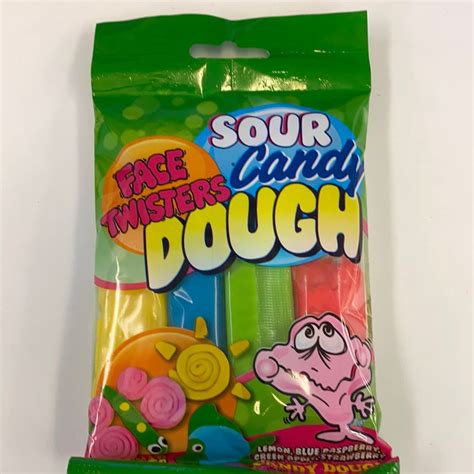 FACE
TWISTERS
SOUR
Candy
DOUGH
LEMON, BLUE RASPBERRY
GREEN APPLE, STRAWBERRY
CANDY DOUGH